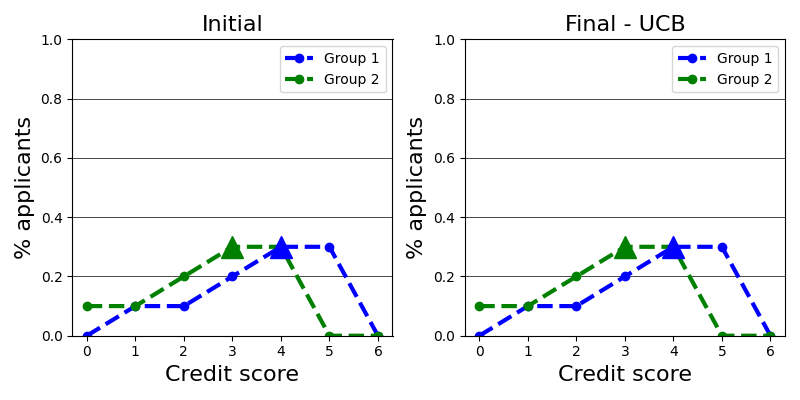 Initial
% applicants
1.0
0.8
0.6
0.4
0.2
0.0
Group 1
Group 2
0 1 2 3 4 5 6
Credit score
Final - UCB
% applicants
1.0
0.8
0.6
0.4
0.2
0.0
Group 1
Group 2
0 1 2 3 4 5 6
Credit score